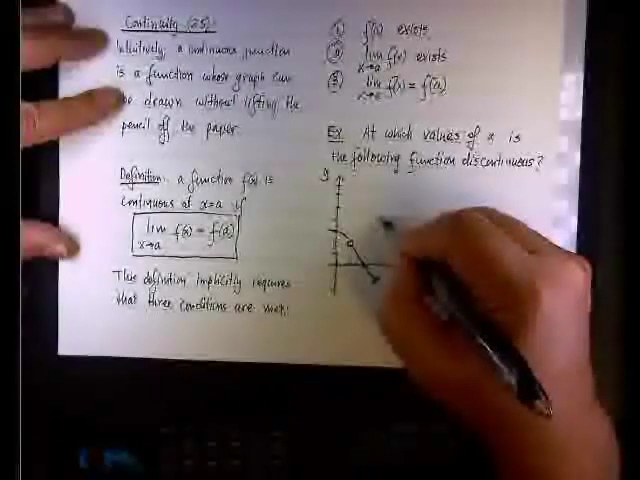 Continuity (2.5)
Intuitively, a continuous function
is a function whose graph can
be drawn without lifting the
pencil off the paper.
Definition: a function f(x) is
continuous at x=a if
lim f(x) = f(a)
x→a
This definition implicitly requires
that three conditions are met:
① f(a) exists
② lim f(x) exists
x→a
③ lim f(x) = f(a)
x→a
Ex At which values of x is
the following function discontinuous?
y